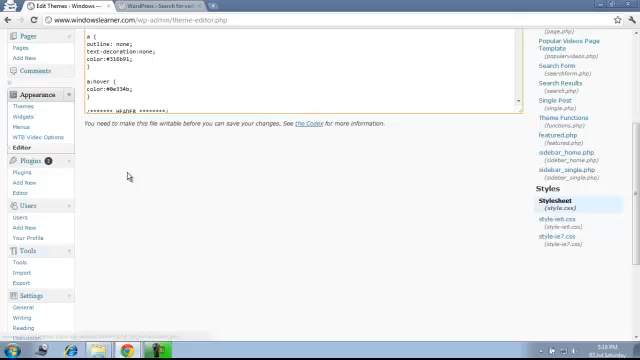 Edit Themes ‹ Windows
WordPress › Search for vari
www.windowslearner.com/wp-admin/theme-editor.php
Pages
Pages
Add New
Comments
Appearance
Themes
Widgets
Menus
WTB Video Options
Editor
Plugins
Plugins
Add New
Editor
Users
Users
Add New
Your Profile
Tools
Tools
Import
Export
Settings
General
Writing
Reading
Discussion
a {
outline: none;
text-decoration:none;
color:#316b91;
}
a:hover {
color:#0e334b;
}
/******* HEADER ********/
You need to make this file writable before you can save your changes. See the Codex for more information.
page.php)
Popular Videos Page
Template
(popularvideos.php)
Search Form
(searchform.php)
Search Results
(search.php)
Single Post
(single.php)
Theme Functions
(functions.php)
featured.php
(featured.php)
sidebar_home.php
(sidebar_home.php)
sidebar_single.php
(sidebar_single.php)
Styles
Stylesheet
(style.css)
style-ie6.css
(style-ie6.css)
style-ie7.css
(style-ie7.css)